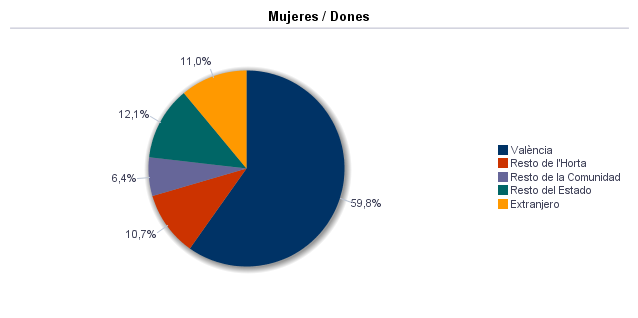 Mujeres / Dones
11,0%
12,1%
6,4%
10,7%
59,8%
València
Resto de l'Horta
Resto de la Comunidad
Resto del Estado
Extranjero